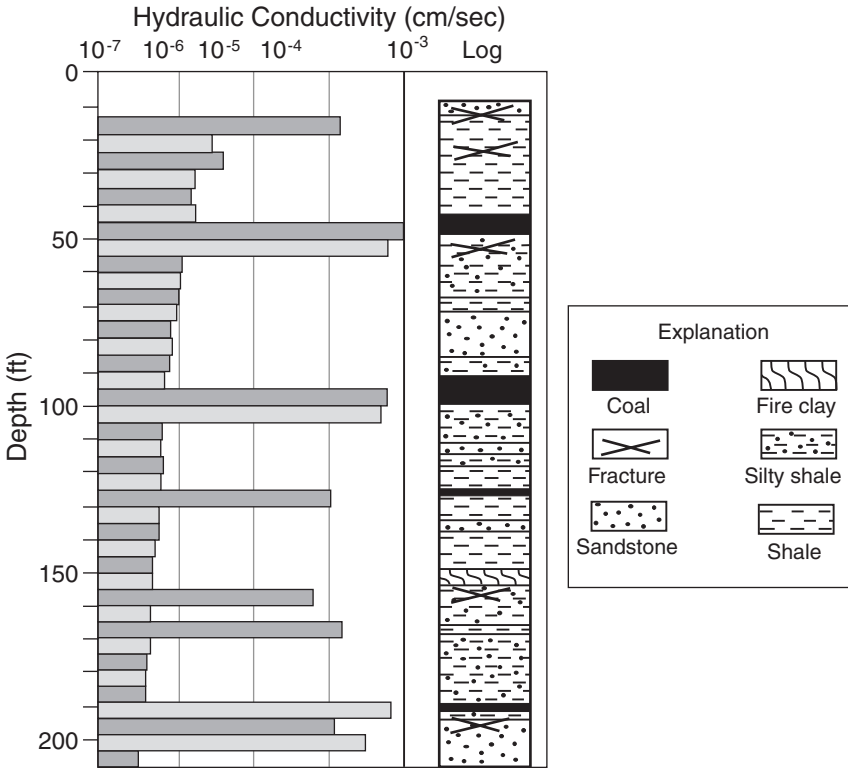 Hydraulic Conductivity (cm/sec)
10⁻⁷ 10⁻⁶ 10⁻⁵ 10⁻⁴ 10⁻³ Log
0
50
100
150
200
Depth (ft)
Explanation
Coal Fire clay
Fracture Silty shale
Sandstone Shale